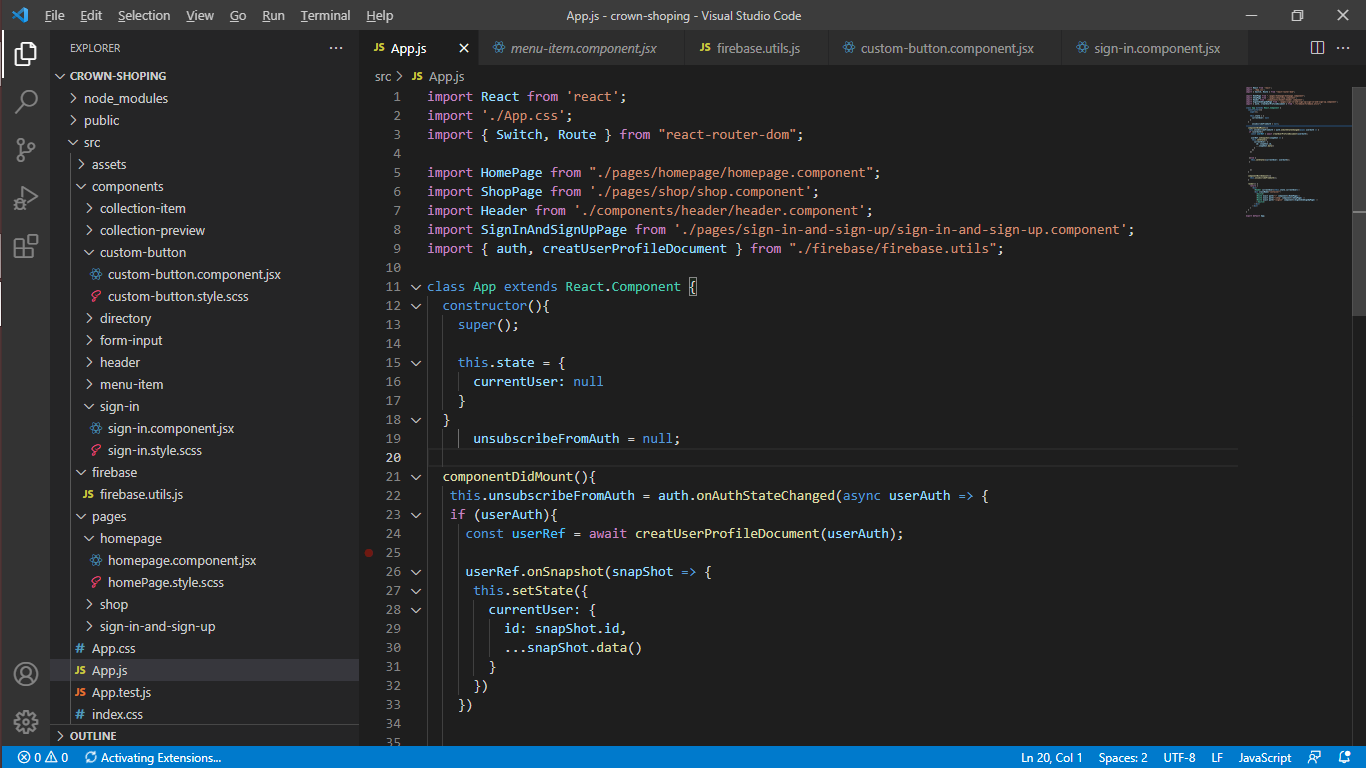 File Edit Selection View Go Run Terminal Help
App.js - crown-shoping - Visual Studio Code
EXPLORER
CROWN-SHOPING
node_modules
public
src
assets
components
collection-item
collection-preview
custom-button
custom-button.component.jsx
custom-button.style.scss
directory
form-input
header
menu-item
sign-in
sign-in.component.jsx
sign-in.style.scss
firebase
JS firebase.utils.js
pages
homepage
homepage.component.jsx
homePage.style.scss
shop
sign-in-and-sign-up
# App.css
JS App.js
JS App.test.js
# index.css
OUTLINE
JS App.js menu-item.component.jsx JS firebase.utils.js custom-button.component.jsx sign-in.component.jsx
src > JS App.js
1 import React from 'react';
2 import './App.css';
3 import { Switch, Route } from "react-router-dom";
4
5 import HomePage from "./pages/homepage/homepage.component";
6 import ShopPage from './pages/shop/shop.component';
7 import Header from './components/header/header.component';
8 import SignInAndSignUpPage from './pages/sign-in-and-sign-up/sign-in-and-sign-up.component';
9 import { auth, creatUserProfileDocument } from "./firebase/firebase.utils";
10
11 class App extends React.Component {
12 constructor(){
13 super();
14
15 this.state = {
16 currentUser: null
17 }
18 }
19 unsubscribeFromAuth = null;
20
21 componentDidMount(){
22 this.unsubscribeFromAuth = auth.onAuthStateChanged(async userAuth => {
23 if (userAuth){
24 const userRef = await creatUserProfileDocument(userAuth);
25
26 userRef.onSnapshot(snapShot => {
27 this.setState({
28 currentUser: {
29 id: snapShot.id,
30 ...snapShot.data()
31 }
32 })
33 })
34
35
0 0 Activating Extensions... Ln 20, Col 1 Spaces: 2 UTF-8 LF JavaScript